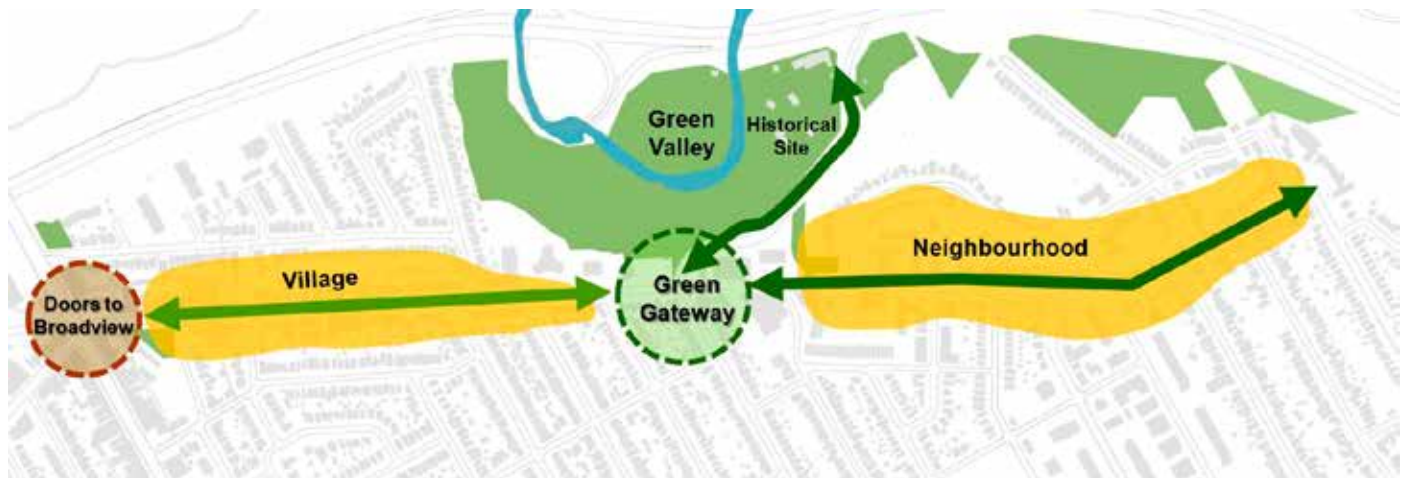 Green
Valley
Historical
Site
Village
Neighbourhood
Doors to
Broadview
Green
Gateway